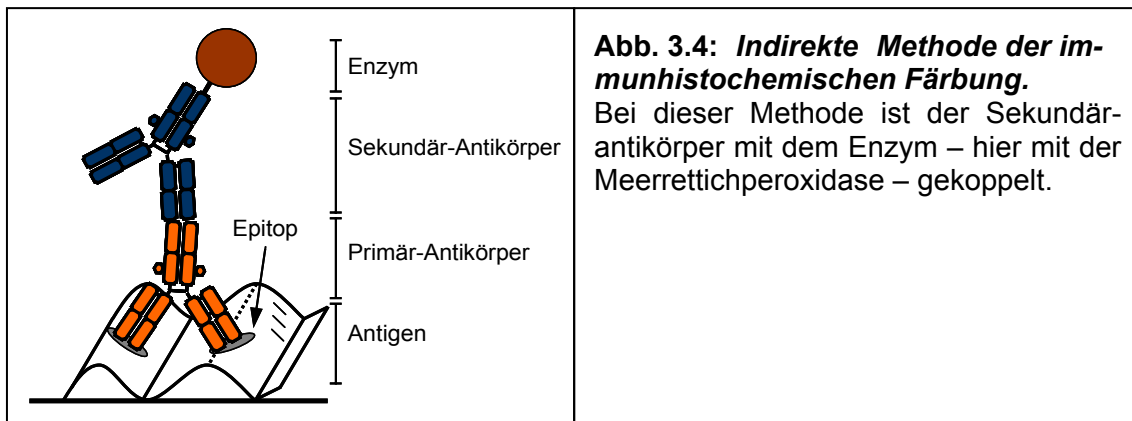 Enzym
Sekundär-Antikörper
Epitop
Primär-Antikörper
Antigen
Abb. 3.4: Indirekte Methode der im-
munhistochemischen Färbung.
Bei dieser Methode ist der Sekundär-
antikörper mit dem Enzym – hier mit der
Meerrettichperoxidase – gekoppelt.